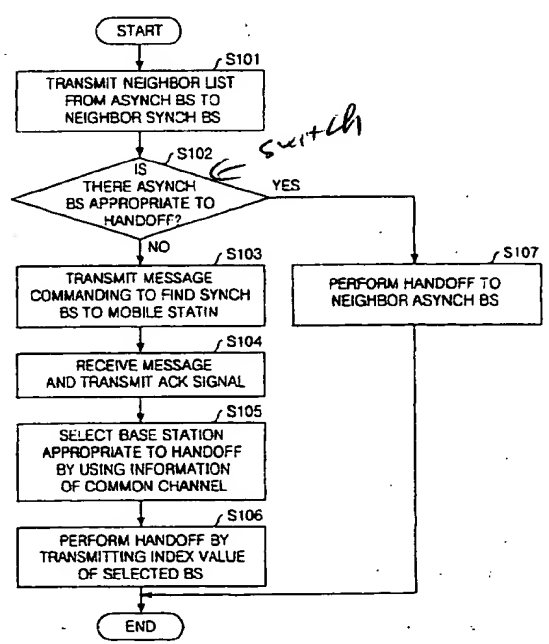 START
S101
TRANSMIT NEIGHBOR LIST
FROM ASYNCH BS TO
NEIGHBOR SYNCH BS
S102
switch
IS
THERE ASYNCH
BS APPROPRIATE TO
HANDOFF?
YES
NO
S103
TRANSMIT MESSAGE
COMMANDING TO FIND SYNCH
BS TO MOBILE STATIN
S107
PERFORM HANDOFF TO
NEIGHBOR ASYNCH BS
S104
RECEIVE MESSAGE
AND TRANSMIT ACK SIGNAL
S105
SELECT BASE STATION
APPROPRIATE TO HANDOFF
BY USING INFORMATION
OF COMMON CHANNEL
S106
PERFORM HANDOFF BY
TRANSMITTING INDEX VALUE
OF SELECTED BS
END